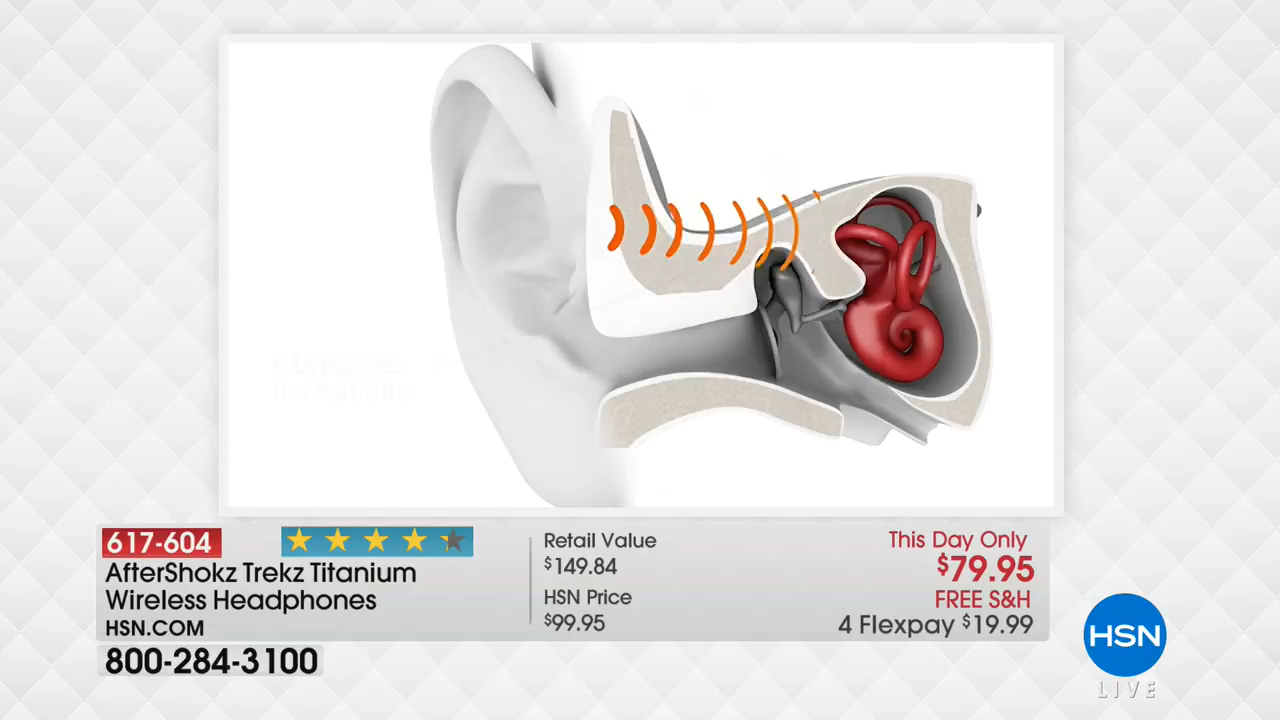 617-604
AfterShokz Trekz Titanium
Wireless Headphones
HSN.COM
800-284-3100
Retail Value
$149.84
HSN Price
$99.95
This Day Only
$79.95
FREE S&H
4 Flexpay $19.99
HSN
LIVE